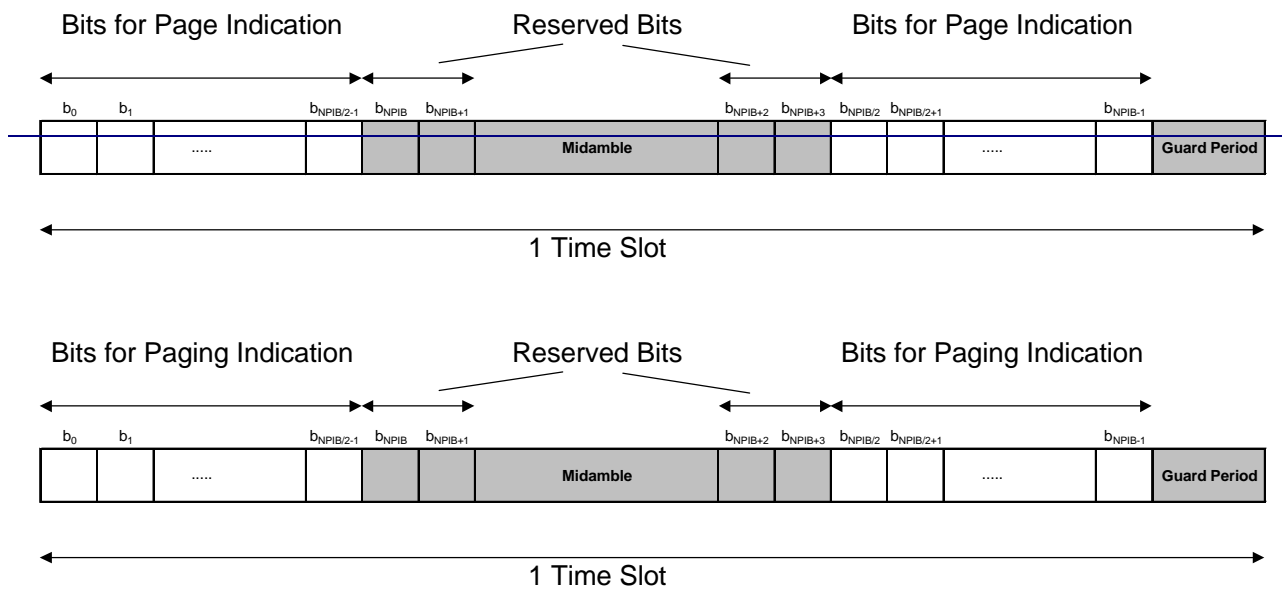 Bits for Page Indication Reserved Bits Bits for Page Indication
b0 b1 bNPIB/2-1 bNPIB bNPIB+1 bNPIB+2 bNPIB+3 bNPIB/2 bNPIB/2+1 bNPIB-1
..... Midamble ..... Guard Period
1 Time Slot
Bits for Paging Indication Reserved Bits Bits for Paging Indication
b0 b1 bNPIB/2-1 bNPIB bNPIB+1 bNPIB+2 bNPIB+3 bNPIB/2 bNPIB/2+1 bNPIB-1
..... Midamble ..... Guard Period
1 Time Slot